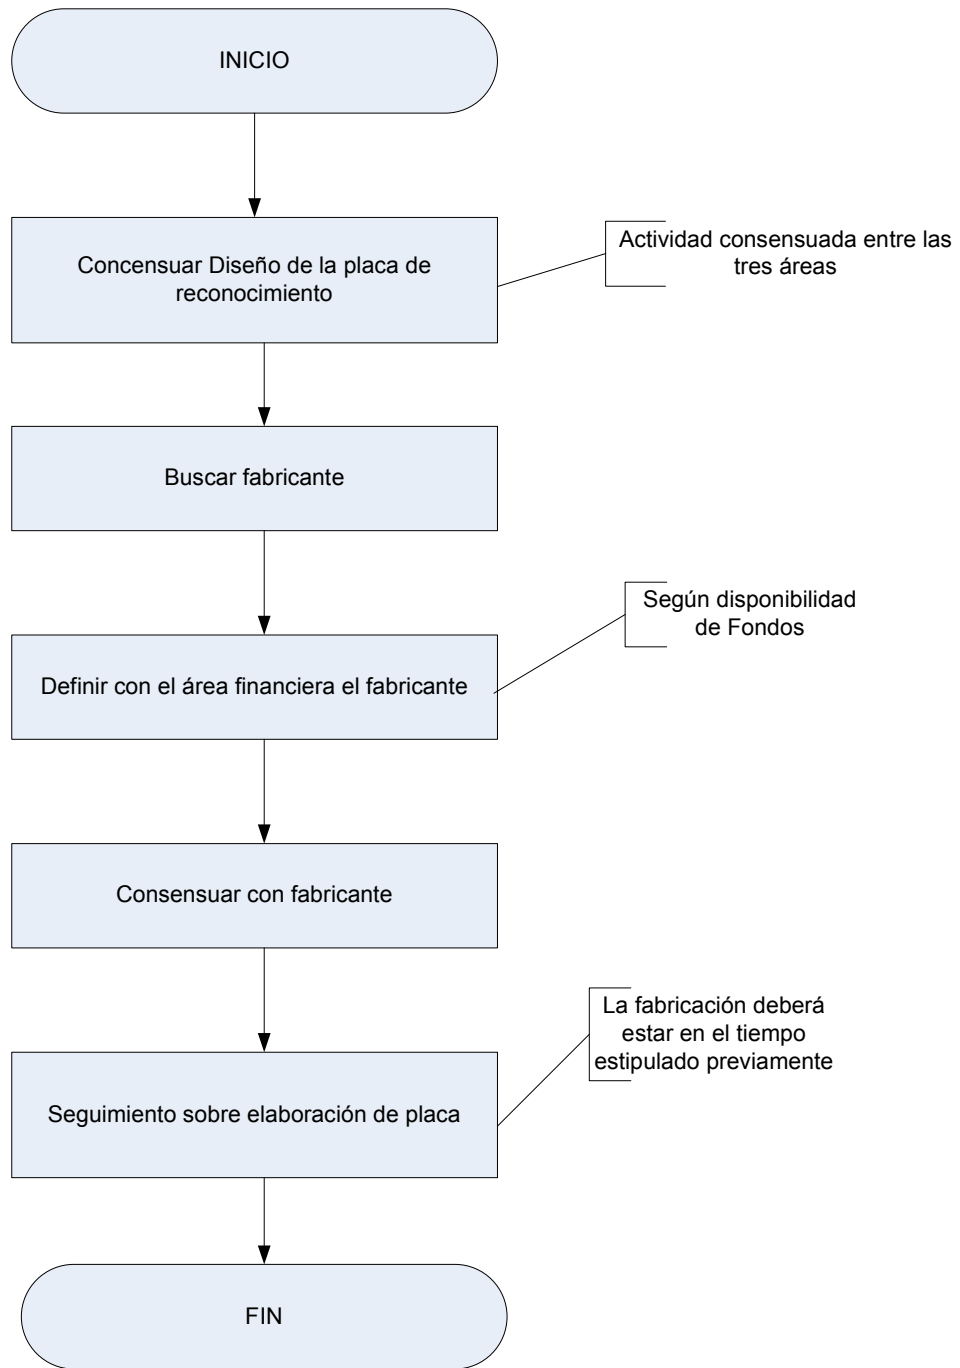 INICIO
Concensuar Diseño de la placa de
reconocimiento
Actividad consensuada entre las
tres áreas
Buscar fabricante
Definir con el área financiera el fabricante
Según disponibilidad
de Fondos
Consensuar con fabricante
Seguimiento sobre elaboración de placa
La fabricación deberá
estar en el tiempo
estipulado previamente
FIN